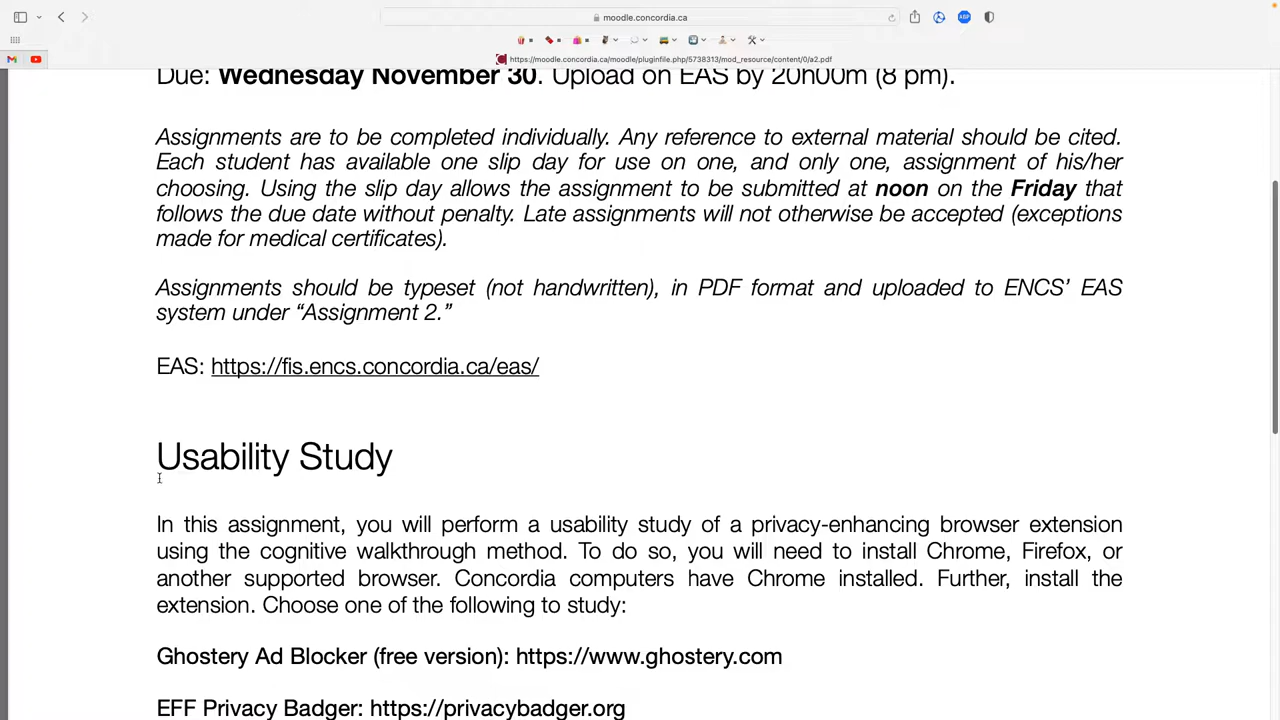 moodle.concordia.ca
ABP
https://moodle.concordia.ca/moodle/pluginfile.php/5738313/mod_resource/content/0/a2.pdf
Due: Wednesday November 30. Upload on EAS by 20h00m (8 pm).
Assignments are to be completed individually. Any reference to external material should be cited.
Each student has available one slip day for use on one, and only one, assignment of his/her
choosing. Using the slip day allows the assignment to be submitted at noon on the Friday that
follows the due date without penalty. Late assignments will not otherwise be accepted (exceptions
made for medical certificates).
Assignments should be typeset (not handwritten), in PDF format and uploaded to ENCS’ EAS
system under “Assignment 2.”
EAS: https://fis.encs.concordia.ca/eas/
Usability Study
In this assignment, you will perform a usability study of a privacy-enhancing browser extension
using the cognitive walkthrough method. To do so, you will need to install Chrome, Firefox, or
another supported browser. Concordia computers have Chrome installed. Further, install the
extension. Choose one of the following to study:
Ghostery Ad Blocker (free version): https://www.ghostery.com
EFF Privacy Badger: https://privacybadger.org